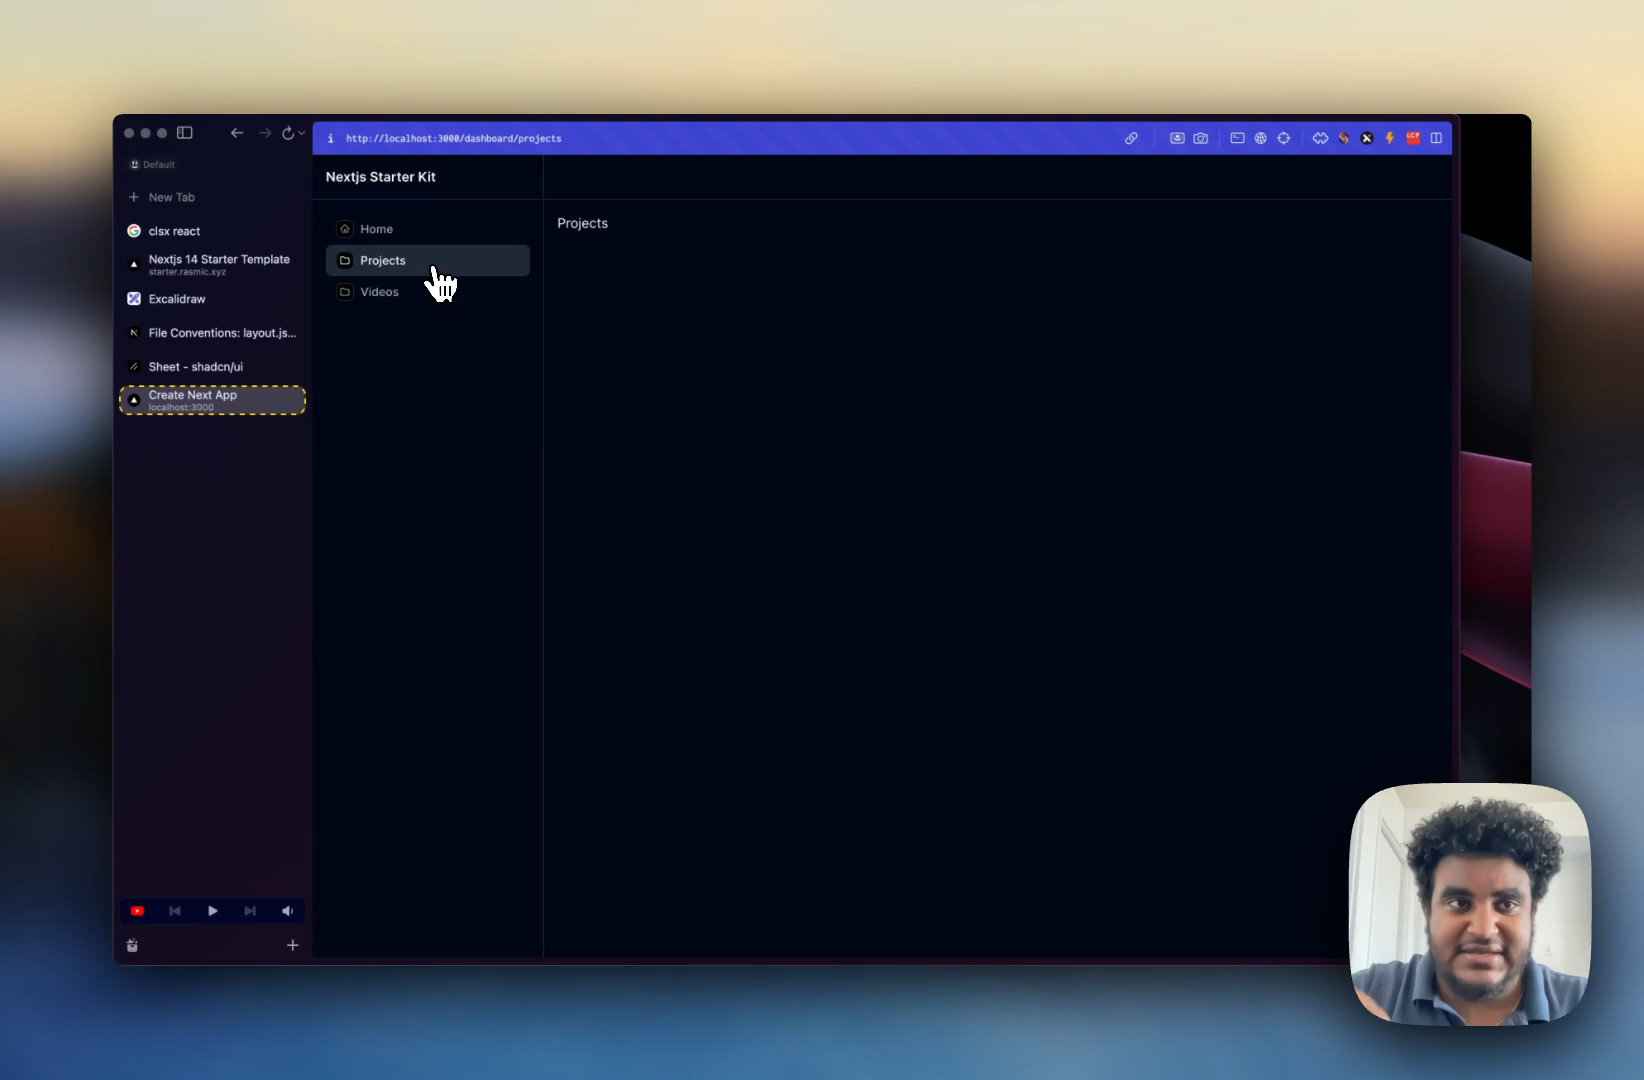 http://localhost:3000/dashboard/projects
LCP
Default
New Tab
clsx react
Nextjs 14 Starter Template
starter.rasmic.xyz
Excalidraw
File Conventions: layout.js...
Sheet - shadcn/ui
Create Next App
localhost:3000
Nextjs Starter Kit
Home
Projects
Videos
Projects